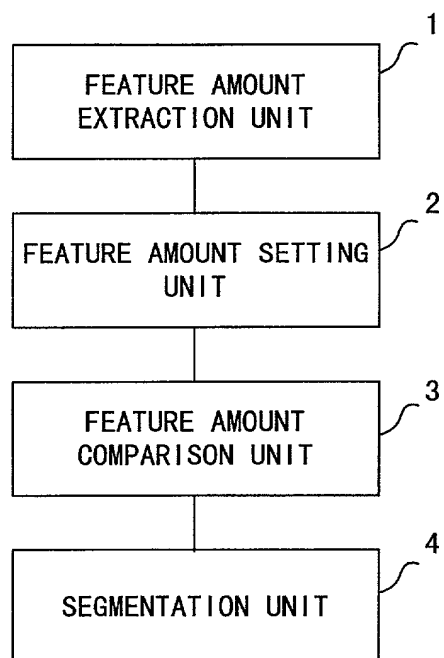 1
FEATURE AMOUNT
EXTRACTION UNIT
2
FEATURE AMOUNT SETTING
UNIT
3
FEATURE AMOUNT
COMPARISON UNIT
4
SEGMENTATION UNIT